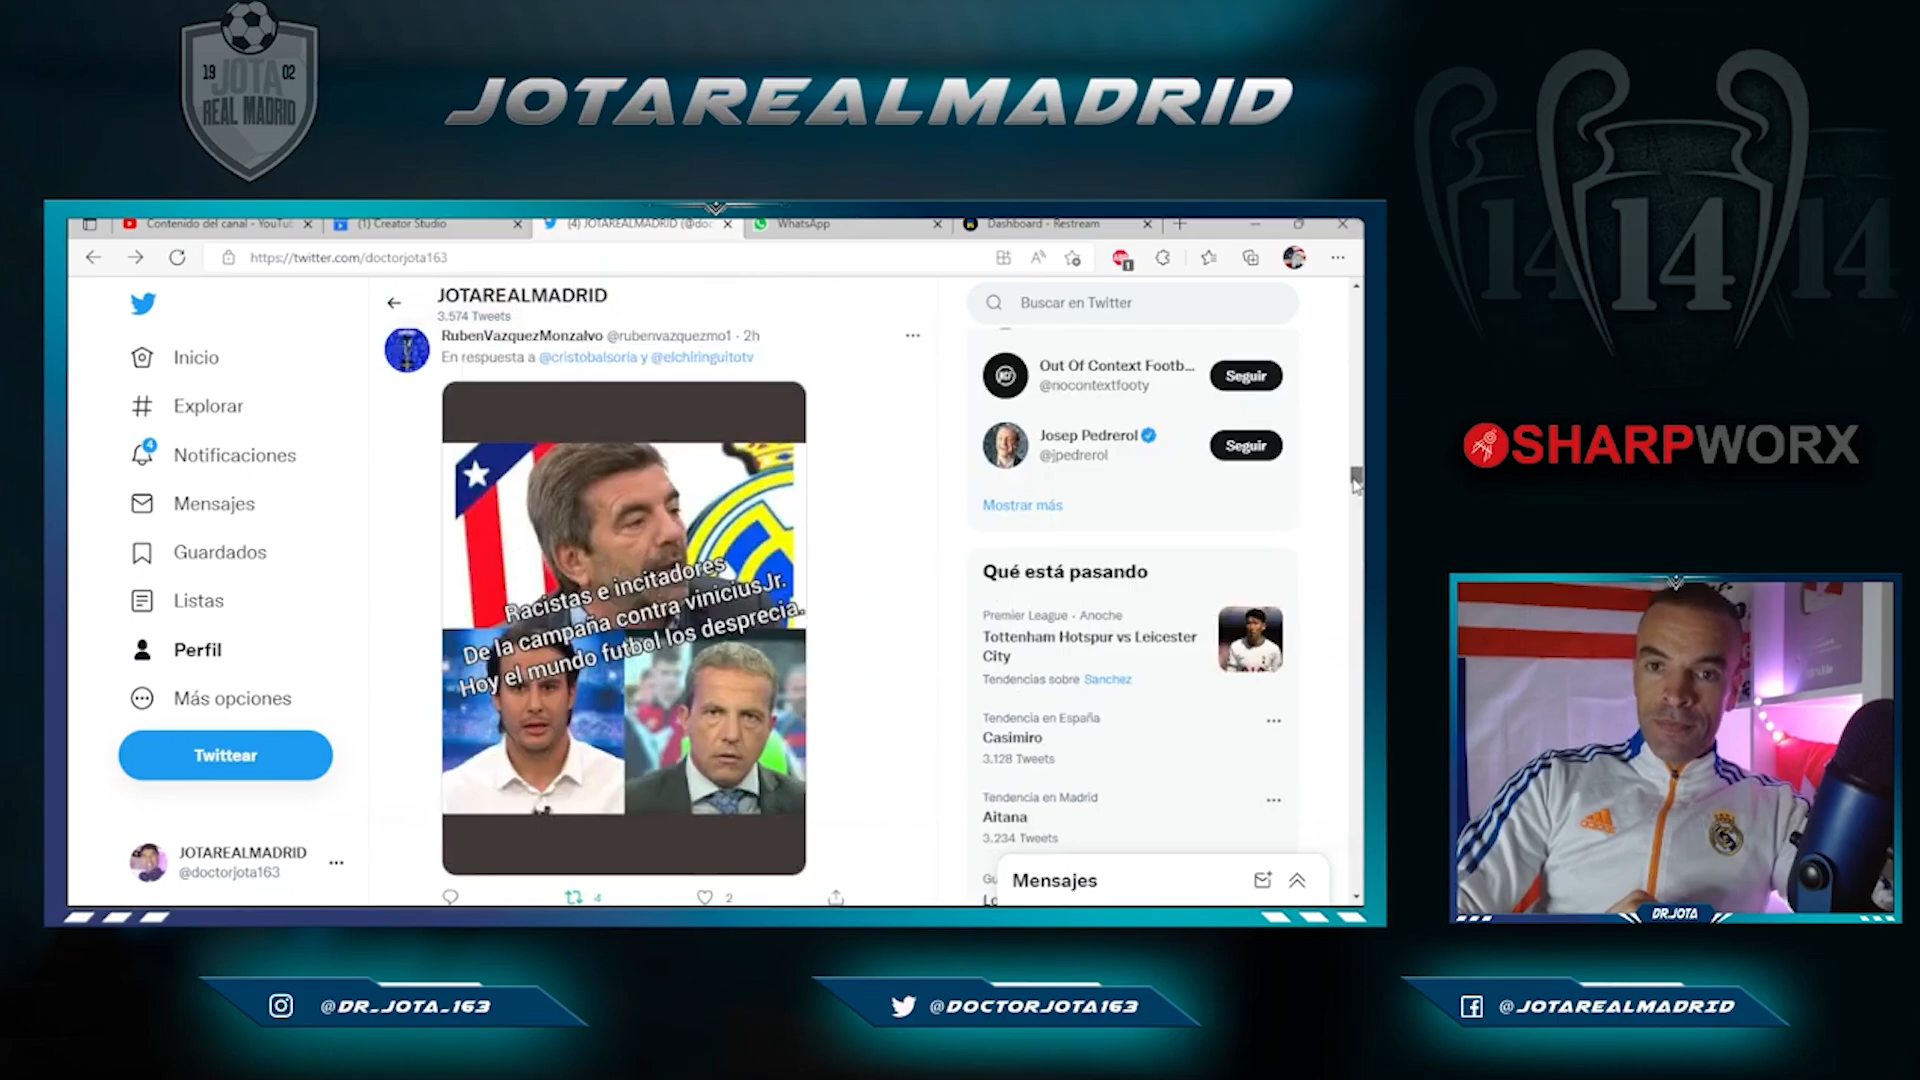 19 02
JOTA
REAL MADRID
JOTAREALMADRID
14 14 14
Contenido del canal - YouTu
(1) Creator Studio
(4) JOTAREALMADRID (@doc
WhatsApp
Dashboard - Restream
https://twitter.com/doctorjota163
1
JOTAREALMADRID
3.574 Tweets
Inicio
Explorar
4
Notificaciones
Mensajes
Guardados
Listas
Perfil
Más opciones
Twittear
JOTAREALMADRID
@doctorjota163
RubenVazquezMonzalvo @rubenvazquezmo1 · 2h
En respuesta a @cristobalsoria y @elchiringuitotv
Racistas e incitadores
De la campaña contra viniciusJr.
Hoy el mundo futbol los desprecia.
4
2
Buscar en Twitter
Out Of Context Footb...
@nocontextfooty
Seguir
Josep Pedrerol
@jpedrerol
Seguir
Mostrar más
Qué está pasando
Premier League · Anoche
Tottenham Hotspur vs Leicester
City
Tendencias sobre Sanchez
Tendencia en España
Casimiro
3.128 Tweets
Tendencia en Madrid
Aitana
3.234 Tweets
Mensajes
SHARPWORX
DR.JOTA
@DR_JOTA_163
@DOCTORJOTA163
@JOTAREALMADRID